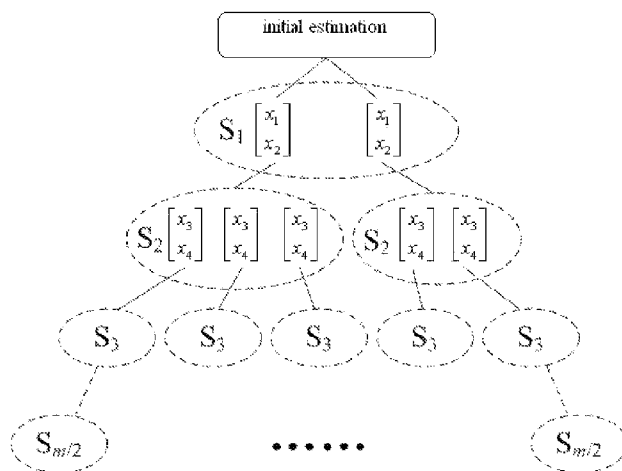 initial estimation
S₁ [x₁ x₂] [x₁ x₂]
S₂ [x₃ x₄] [x₃ x₄] [x₃ x₄] S₂ [x₃ x₄] [x₃ x₄]
S₃ S₃ S₃ S₃ S₃
Sₘ/₂ ...... Sₘ/₂